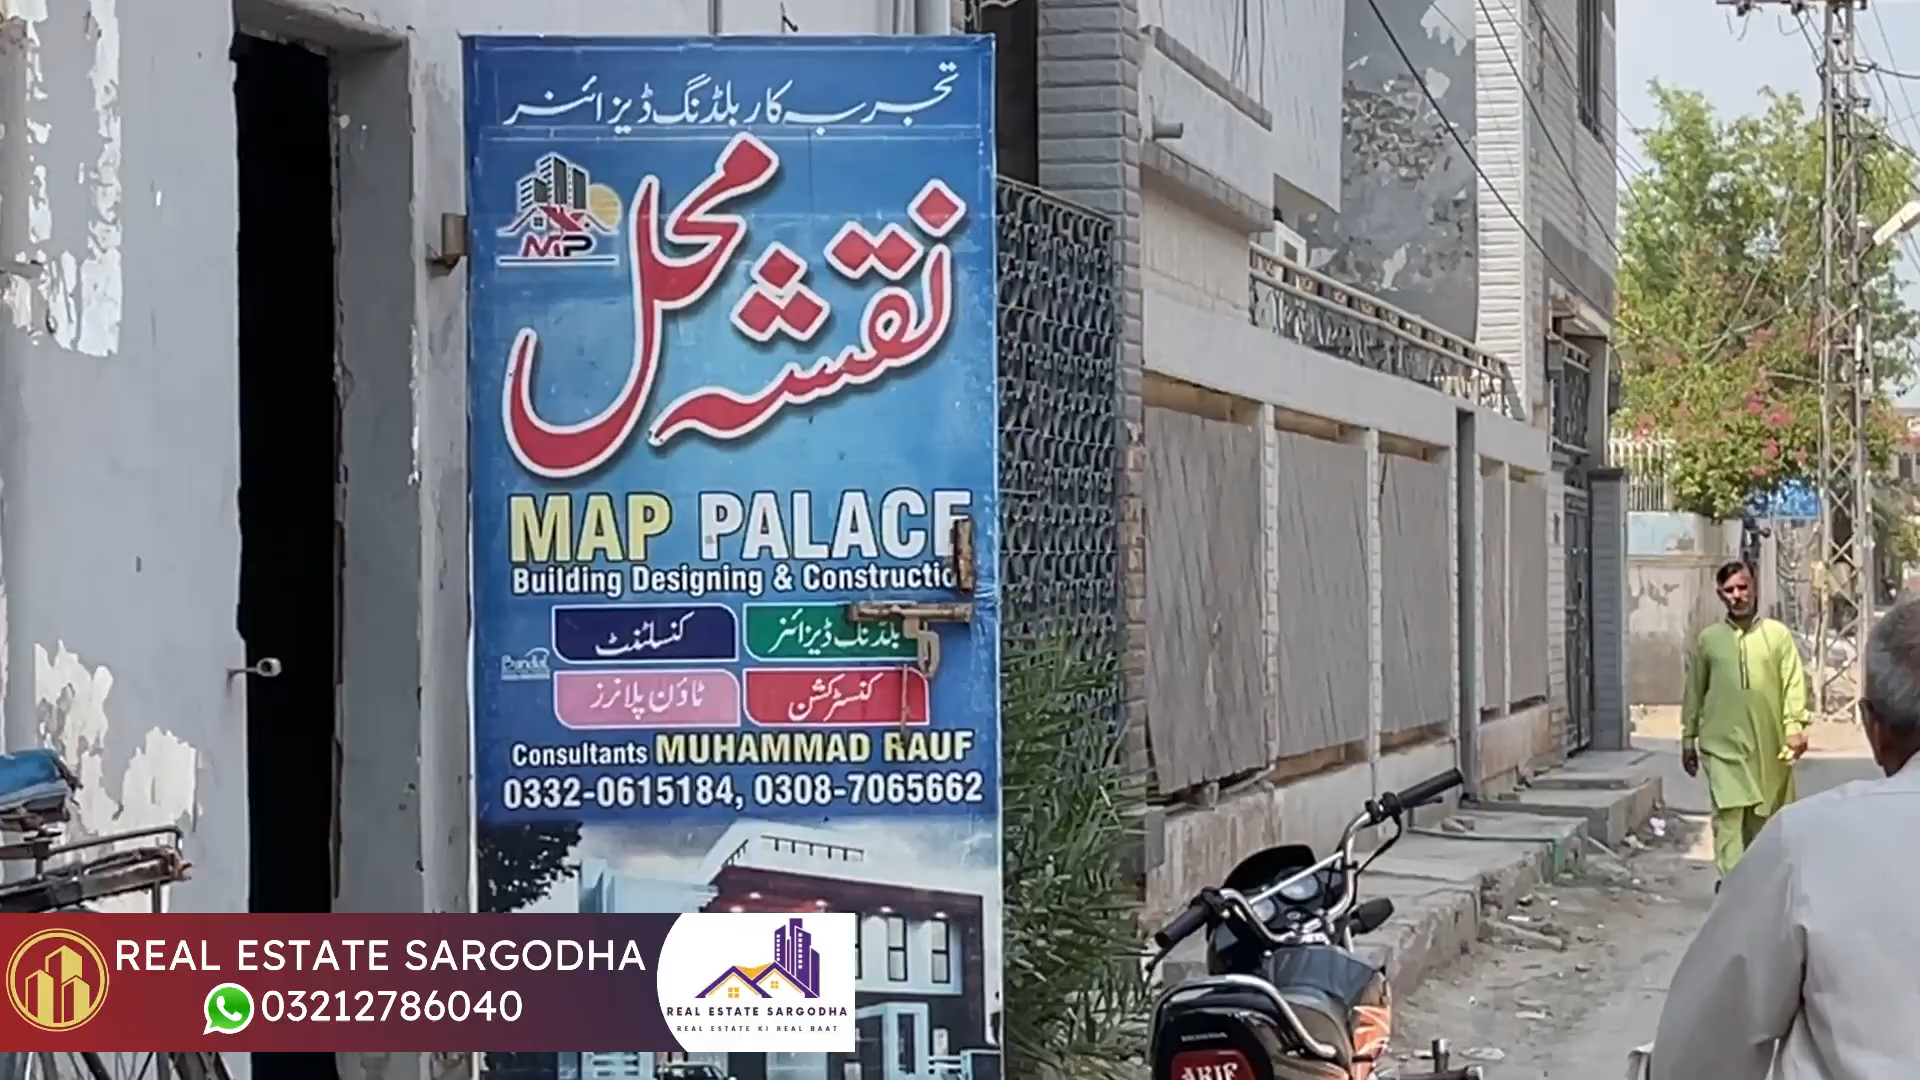 تجربہ کار بلڈنگ ڈیزائنر
MP
نقشہ محل
MAP PALACE
Building Designing & Constructio
کنسلٹنٹ
بلڈنگ ڈیزائنر
ٹاؤن پلانرز
کنسٹرکشن
Consultants MUHAMMAD RAUF
0332-0615184, 0308-7065662
REAL ESTATE SARGODHA
03212786040
REAL ESTATE SARGODHA
REAL ESTATE KI REAL BAAT
ARIF